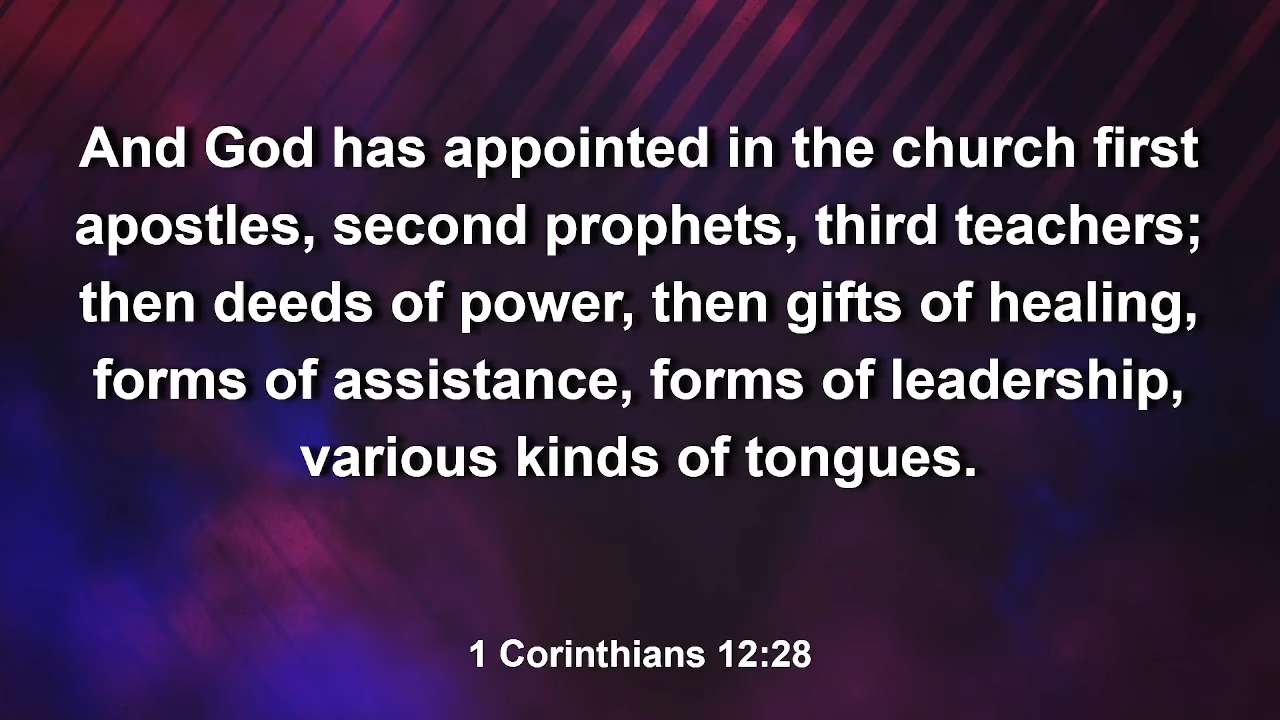 And God has appointed in the church first
apostles, second prophets, third teachers;
then deeds of power, then gifts of healing,
forms of assistance, forms of leadership,
various kinds of tongues.
1 Corinthians 12:28